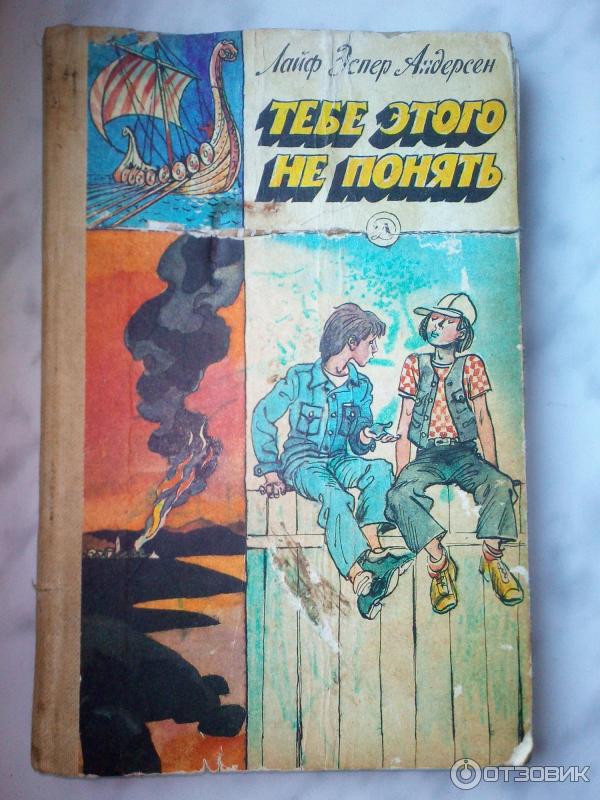 Лайф Эспер Андерсен
ТЕБЕ ЭТОГО
НЕ ПОНЯТЬ
ОТЗОВИК